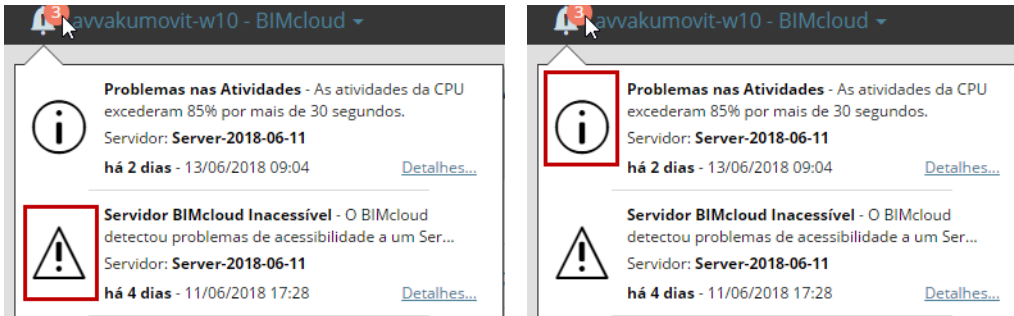 3
avvakumovit-w10 - BIMcloud
Problemas nas Atividades - As atividades da CPU
excederam 85% por mais de 30 segundos.
Servidor: Server-2018-06-11
há 2 dias - 13/06/2018 09:04 Detalhes...
Servidor BIMcloud Inacessível - O BIMcloud
detectou problemas de acessibilidade a um Ser...
Servidor: Server-2018-06-11
há 4 dias - 11/06/2018 17:28 Detalhes...
3
avvakumovit-w10 - BIMcloud
Problemas nas Atividades - As atividades da CPU
excederam 85% por mais de 30 segundos.
Servidor: Server-2018-06-11
há 2 dias - 13/06/2018 09:04 Detalhes...
Servidor BIMcloud Inacessível - O BIMcloud
detectou problemas de acessibilidade a um Ser...
Servidor: Server-2018-06-11
há 4 dias - 11/06/2018 17:28 Detalhes...